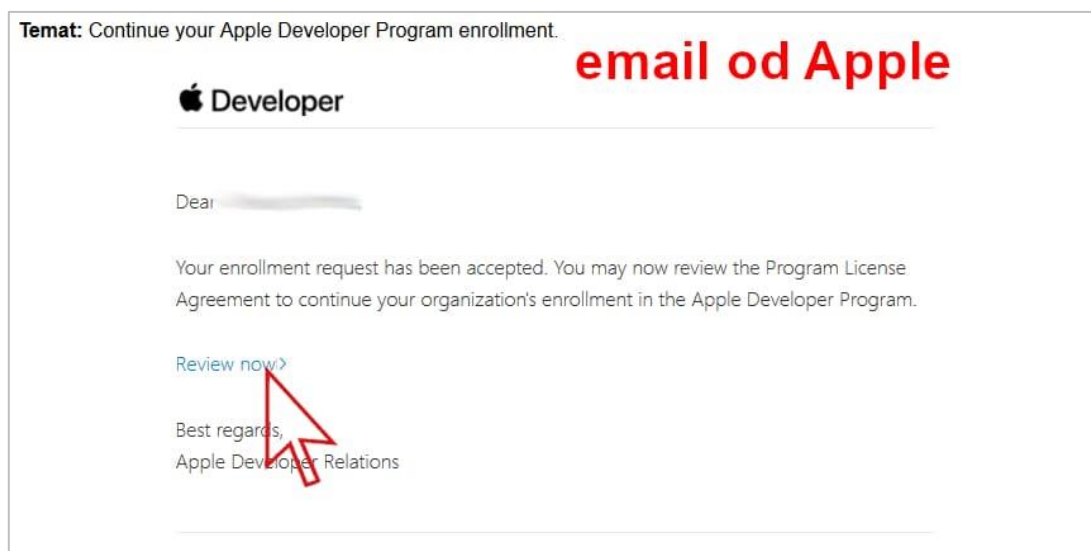 Temat: Continue your Apple Developer Program enrollment.
email od Apple
Developer
Dear
Your enrollment request has been accepted. You may now review the Program License
Agreement to continue your organization's enrollment in the Apple Developer Program.
Review now>
Best regards,
Apple Developer Relations